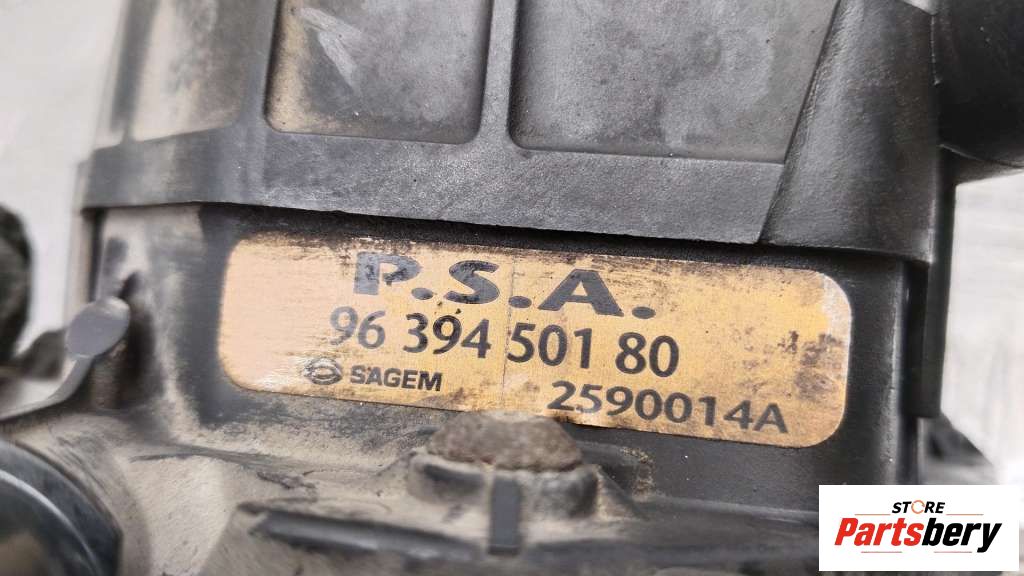 P.S.A.
96 394 501 80
SAGEM
2590014A
STORE
Partsbery